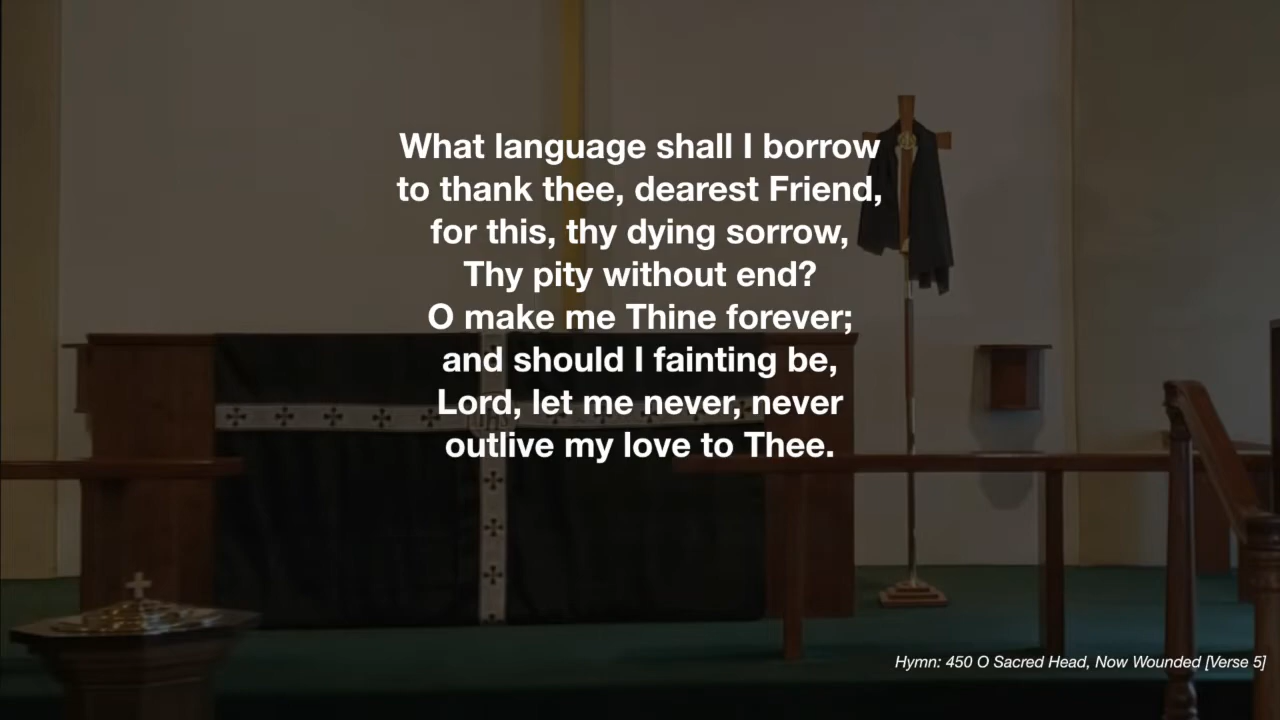 What language shall I borrow
to thank thee, dearest Friend,
for this, thy dying sorrow,
Thy pity without end?
O make me Thine forever;
and should I fainting be,
Lord, let me never, never
outlive my love to Thee.
Hymn: 450 O Sacred Head, Now Wounded [Verse 5]